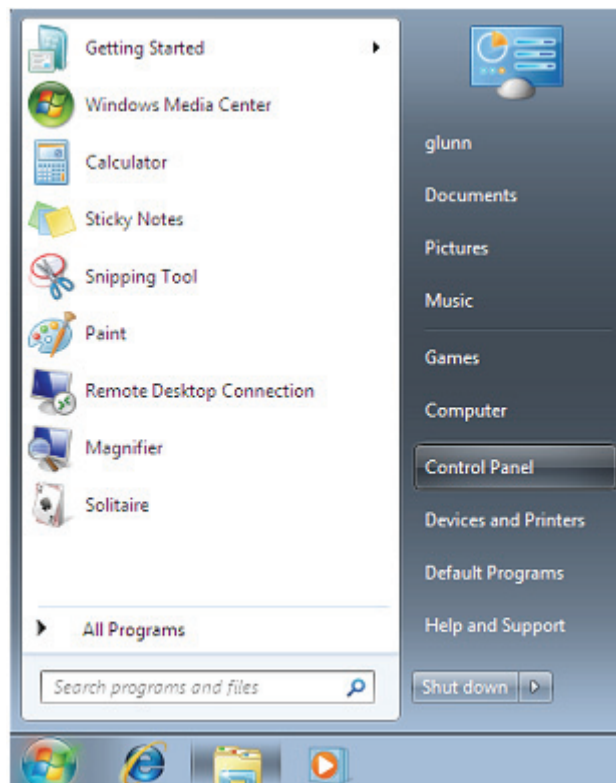 Getting Started
Windows Media Center
Calculator
Sticky Notes
Snipping Tool
Paint
Remote Desktop Connection
Magnifier
Solitaire
All Programs
Search programs and files
glunn
Documents
Pictures
Music
Games
Computer
Control Panel
Devices and Printers
Default Programs
Help and Support
Shut down